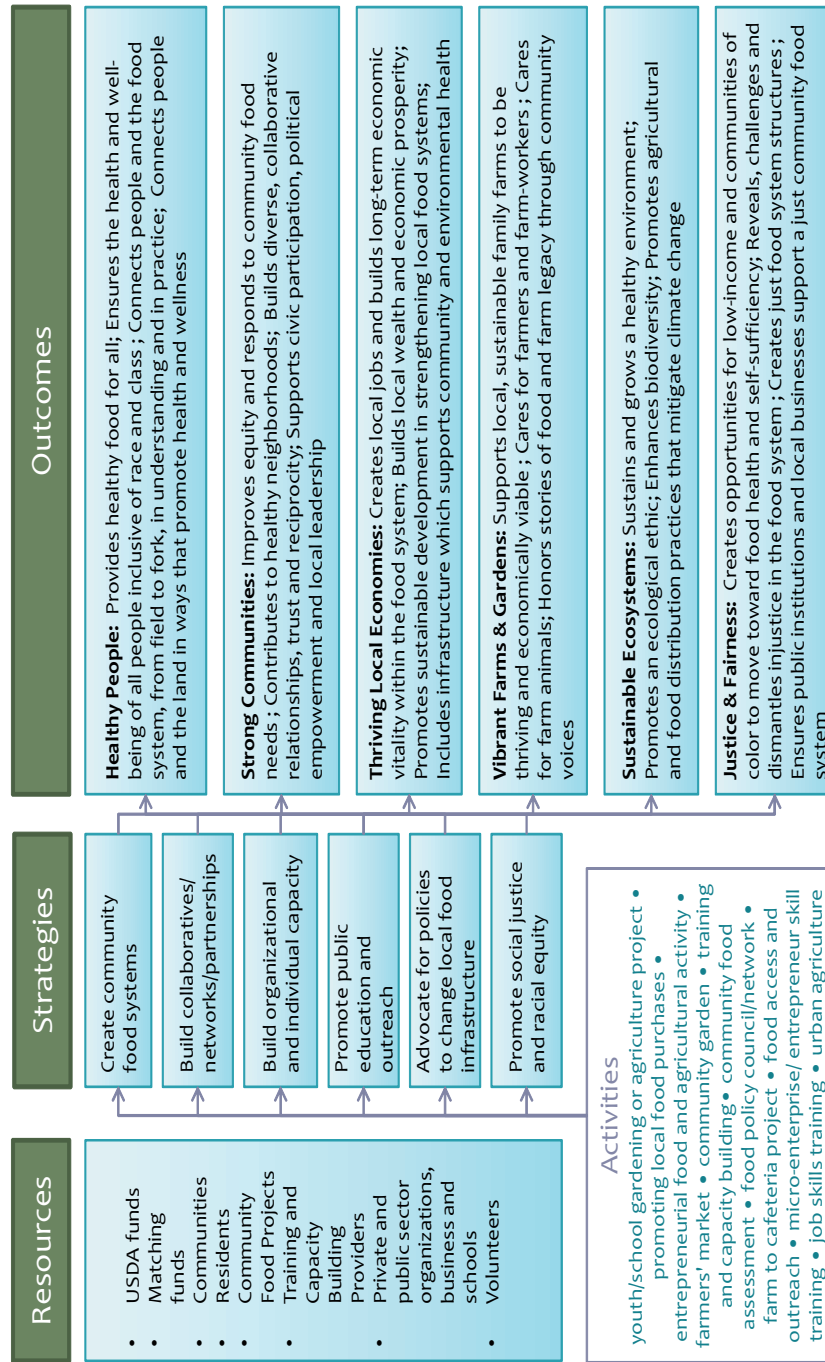 Resources
• USDA funds
• Matching
funds
• Communities
• Residents
• Community
Food Projects
• Training and
Capacity
Building
Providers
• Private and
public sector
organizations,
business and
schools
• Volunteers
Strategies
Create community
food systems
Build collaboratives/
networks/partnerships
Build organizational
and individual capacity
Promote public
education and
outreach
Advocate for policies
to change local food
infrastructure
Promote social justice
and racial equity
Activities
youth/school gardening or agriculture project •
promoting local food purchases •
entrepreneurial food and agricultural activity •
farmers' market • community garden • training
and capacity building• community food
assessment • food policy council/network •
farm to cafeteria project • food access and
outreach • micro-enterprise/ entrepreneur skill
training • job skills training • urban agriculture
Outcomes
Healthy People: Provides healthy food for all; Ensures the health and well-
being of all people inclusive of race and class ; Connects people and the food
system, from field to fork, in understanding and in practice; Connects people
and the land in ways that promote health and wellness
Strong Communities: Improves equity and responds to community food
needs ; Contributes to healthy neighborhoods; Builds diverse, collaborative
relationships, trust and reciprocity; Supports civic participation, political
empowerment and local leadership
Thriving Local Economies: Creates local jobs and builds long-term economic
vitality within the food system; Builds local wealth and economic prosperity;
Promotes sustainable development in strengthening local food systems;
Includes infrastructure which supports community and environmental health
Vibrant Farms & Gardens: Supports local, sustainable family farms to be
thriving and economically viable ; Cares for farmers and farm-workers ; Cares
for farm animals; Honors stories of food and farm legacy through community
voices
Sustainable Ecosystems: Sustains and grows a healthy environment;
Promotes an ecological ethic; Enhances biodiversity; Promotes agricultural
and food distribution practices that mitigate climate change
Justice & Fairness: Creates opportunities for low-income and communities of
color to move toward food health and self-sufficiency; Reveals, challenges and
dismantles injustice in the food system ; Creates just food system structures ;
Ensures public institutions and local businesses support a just community food
system